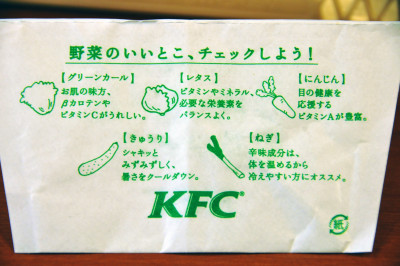 野菜のいいとこ、チェックしよう!
【グリーンカール】
お肌の味方、
βカロテンや
ビタミンCがうれしい。
【レタス】
ビタミンやミネラル、
必要な栄養素を
バランスよく。
【にんじん】
目の健康を
応援する
ビタミンAが豊富。
【きゅうり】
シャキッと
みずみずしく、
暑さをクールダウン。
【ねぎ】
辛味成分は、
体を温めるから
冷えやすい方にオススメ。
KFC
紙